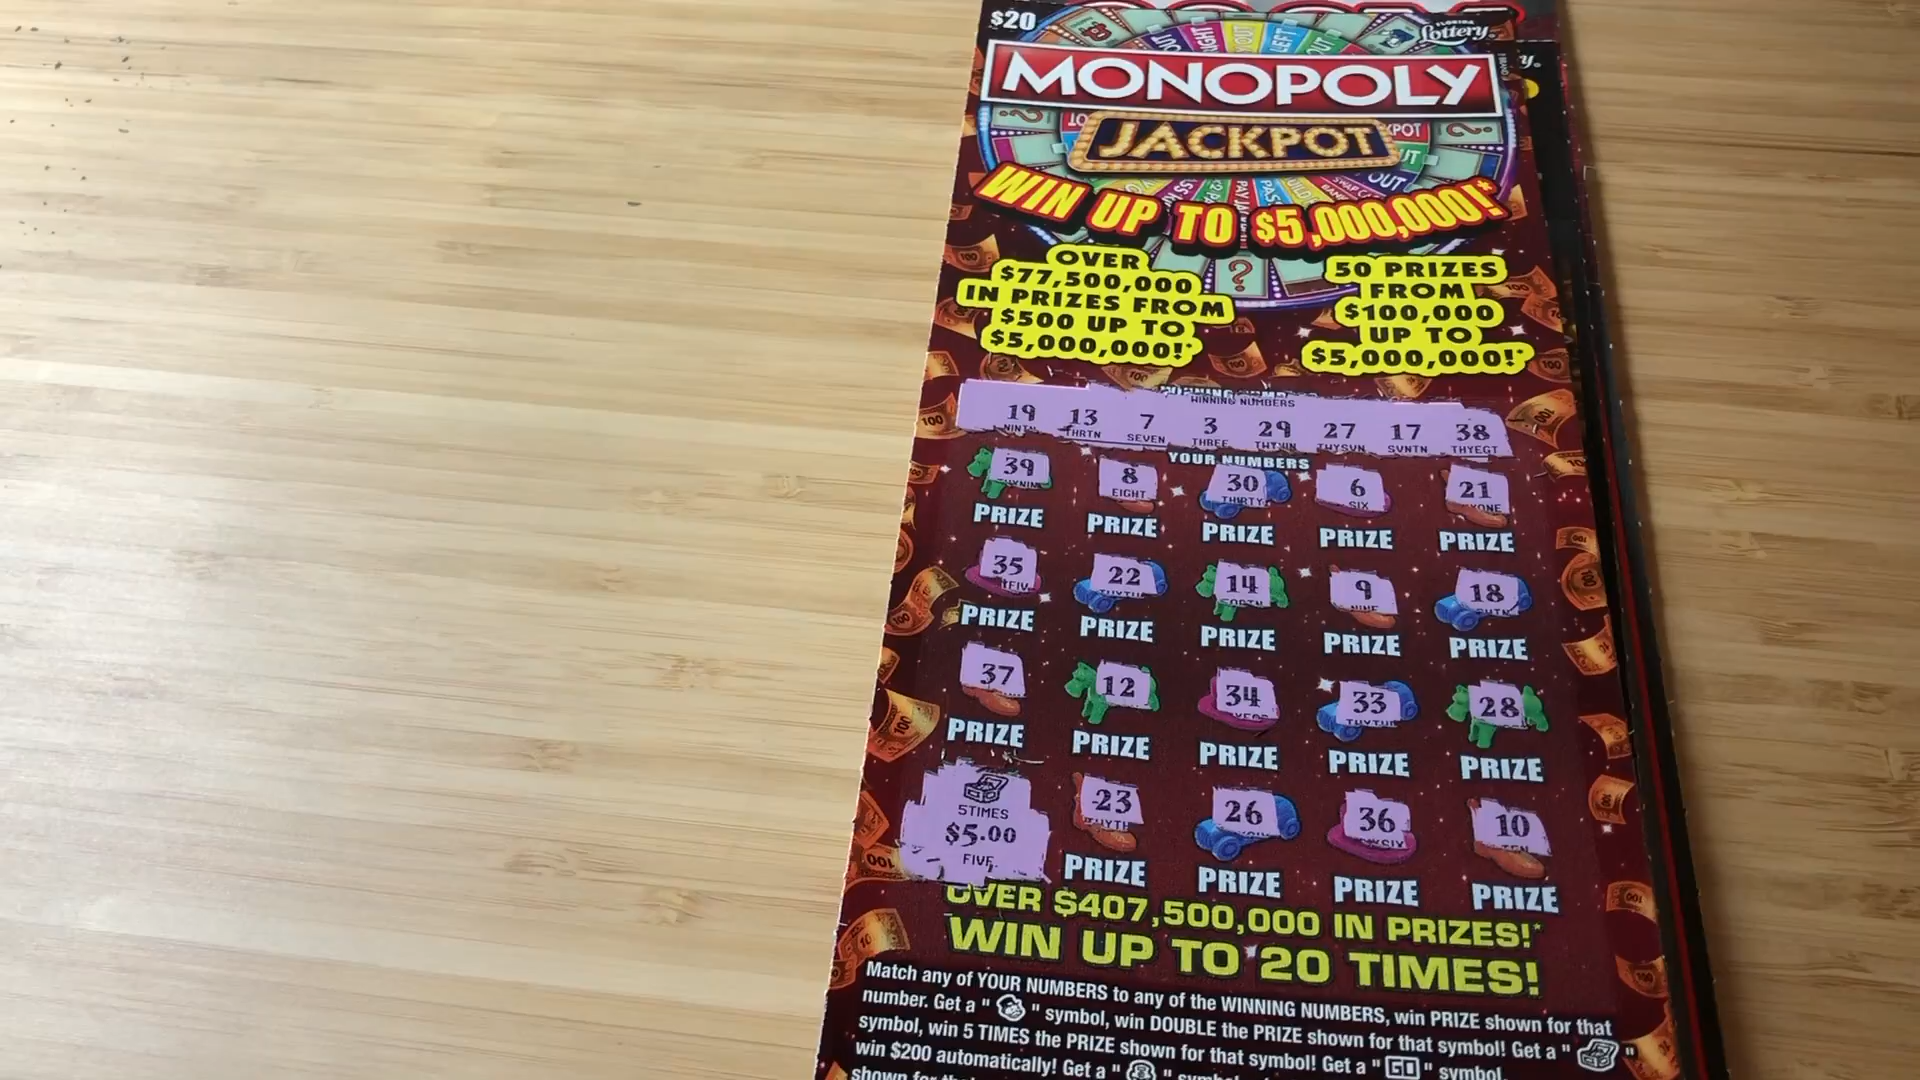 $20
FLORIDA
Lottery
MONOPOLY
JACKPOT
WIN UP TO $5,000,000!*
OVER
$77,500,000
IN PRIZES FROM
$500 UP TO
$5,000,000!*
50 PRIZES
FROM
$100,000
UP TO
$5,000,000!*
WINNING NUMBERS
19 13 7 3 29 27 17 38
THRTN SEVEN THREE SVNTN THYEGT
YOUR NUMBERS
39 8 30 6 21
EIGHT THIRTY SIX
PRIZE PRIZE PRIZE PRIZE PRIZE
35 22 14 9 18
NINE
PRIZE PRIZE PRIZE PRIZE PRIZE
37 12 34 33 28
PRIZE PRIZE PRIZE PRIZE PRIZE
5TIMES 23 26 36 10
$5.00
FIVE
PRIZE PRIZE PRIZE PRIZE
OVER $407,500,000 IN PRIZES!*
WIN UP TO 20 TIMES!
Match any of YOUR NUMBERS to any of the WINNING NUMBERS, win PRIZE shown for that
number. Get a " " symbol, win DOUBLE the PRIZE shown for that symbol! Get a " "
symbol, win 5 TIMES the PRIZE shown for that symbol! Get a " GO " symbol,
win $200 automatically! Get a " "